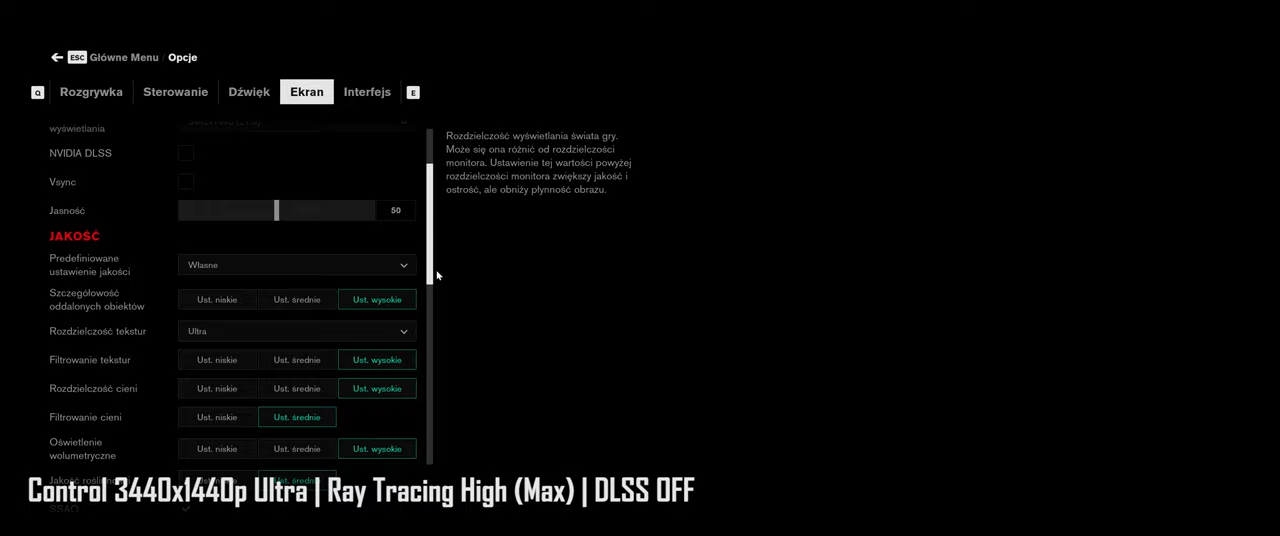 ESC Główne Menu / Opcje
Q Rozgrywka Sterowanie Dźwięk Ekran Interfejs E
wyświetlania
NVIDIA DLSS
Vsync
Jasność 50
JAKOŚĆ
Predefiniowane
ustawienie jakości
Własne
Szczegółowość
oddalonych obiektów
Ust. niskie Ust. średnie Ust. wysokie
Rozdzielczość tekstur Ultra
Filtrowanie tekstur Ust. niskie Ust. średnie Ust. wysokie
Rozdzielczość cieni Ust. niskie Ust. średnie Ust. wysokie
Filtrowanie cieni Ust. niskie Ust. średnie
Oświetlenie
wolumetryczne
Ust. niskie Ust. średnie Ust. wysokie
Jakość
SSAO
Rozdzielczość wyświetlania świata gry.
Może się ona różnić od rozdzielczości
monitora. Ustawienie tej wartości powyżej
rozdzielczości monitora zwiększy jakość i
ostrość, ale obniży płynność obrazu.
Control 3440x1440p Ultra | Ray Tracing High (Max) | DLSS OFF